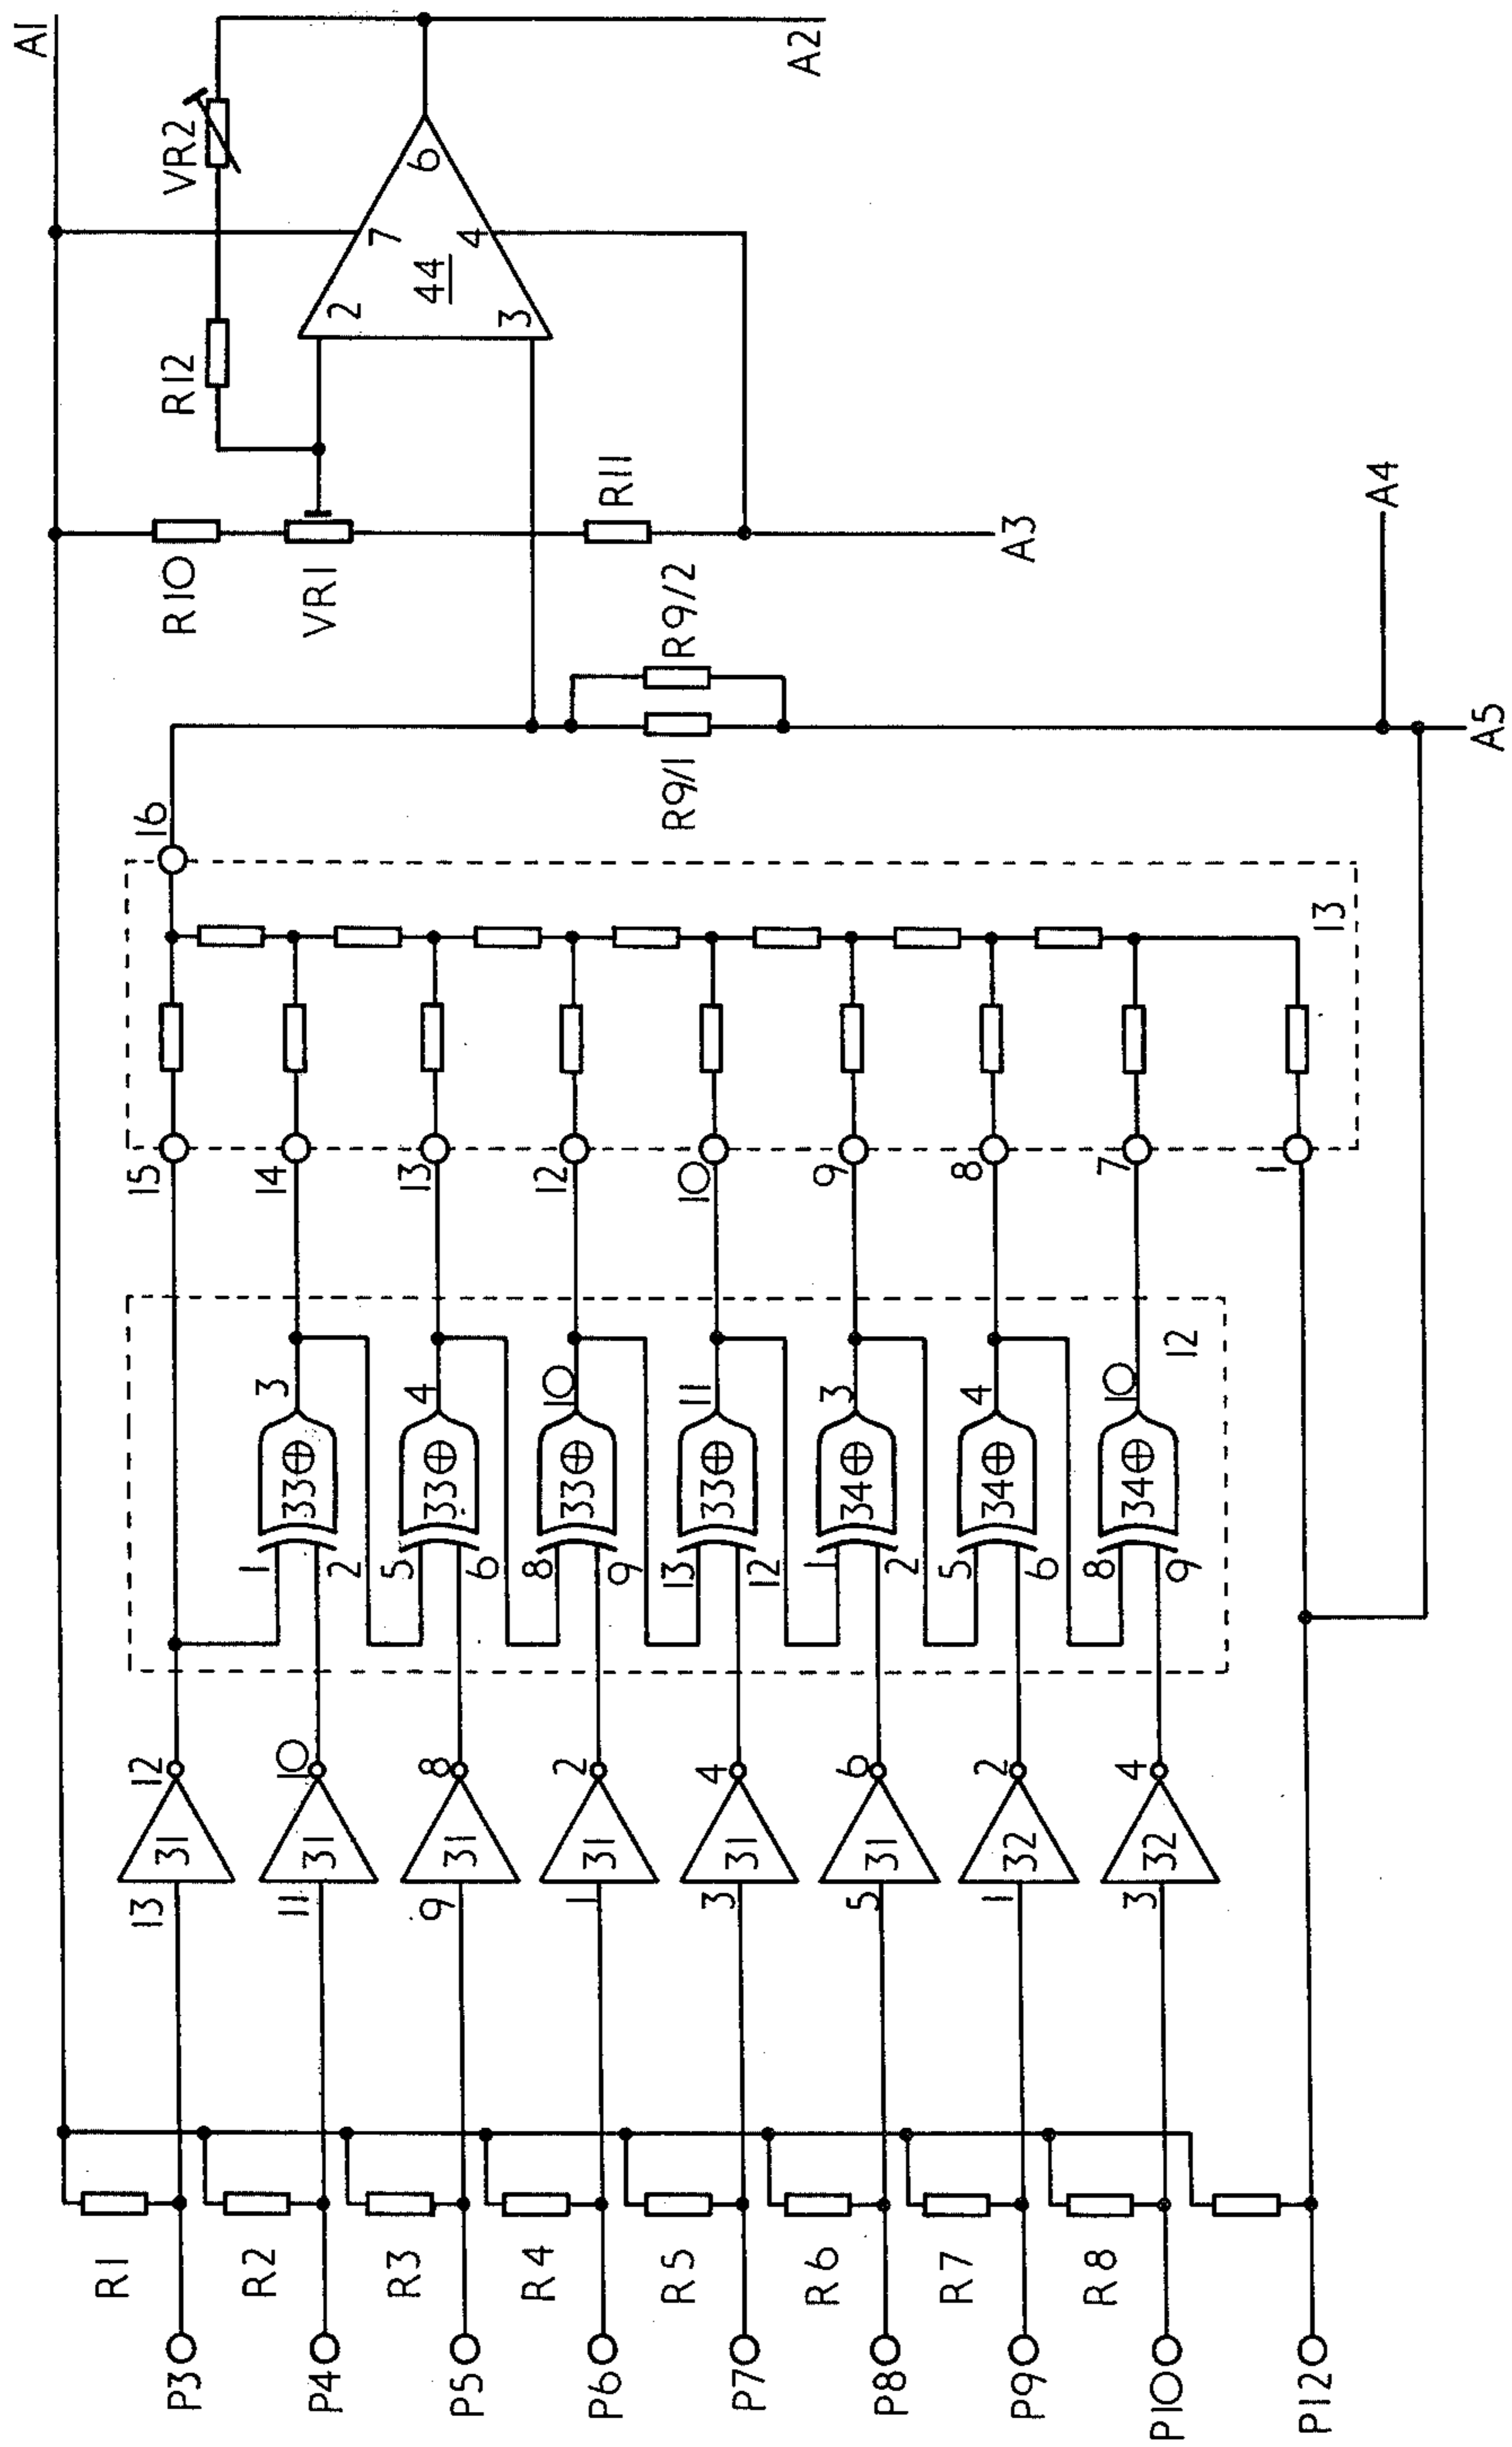 A1
R10
VR1
R12
VR2
2
7
44
6
3
4
A2
R11
A3
16
R9/1
R9/2
A4
A5
15
14
13
12
10
9
8
7
1
13
1
2
33⊕
3
5
6
33⊕
4
8
9
33⊕
10
13
12
33⊕
11
1
2
34⊕
3
5
6
34⊕
4
8
9
34⊕
10
12
13
31
12
11
31
10
9
31
8
1
31
2
3
31
4
5
31
6
1
32
2
3
32
4
R1
R2
R3
R4
R5
R6
R7
R8
P3
P4
P5
P6
P7
P8
P9
P10
P12